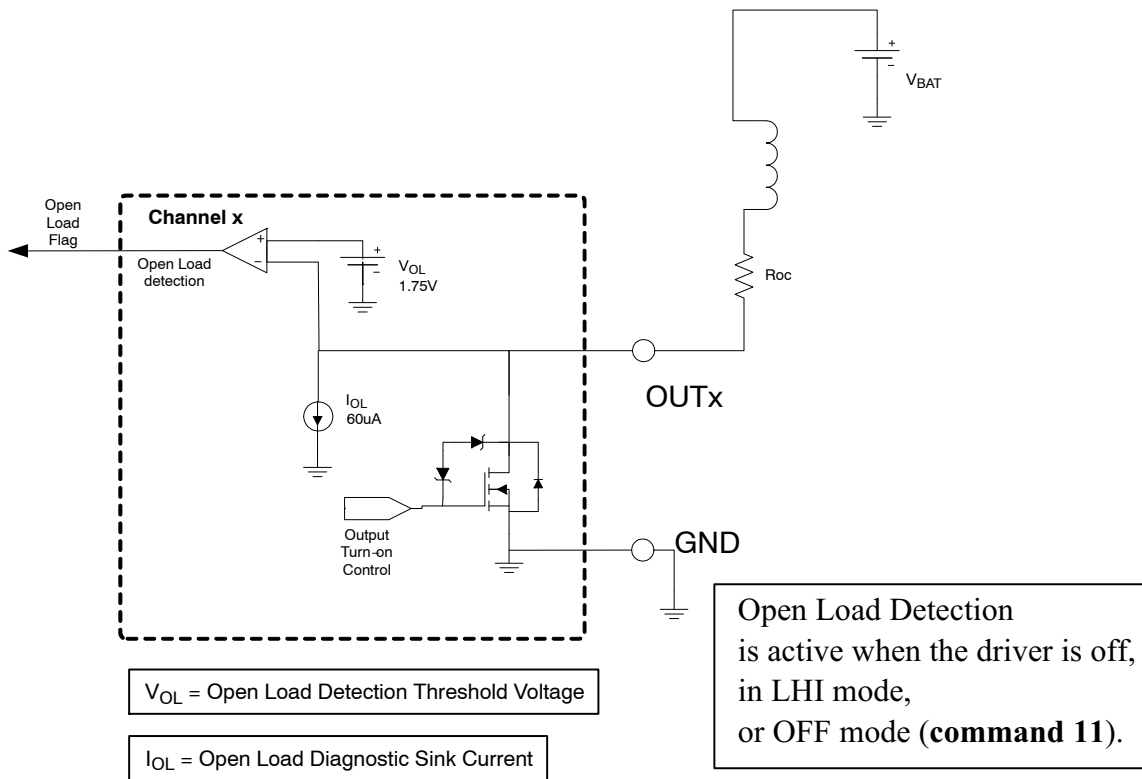 +
−
VBAT
Open
Load
Flag
Channel x
+
−
Open Load
detection
+
−
VOL
1.75V
Roc
OUTx
IOL
60uA
Output
Turn−on
Control
GND
Open Load Detection
is active when the driver is off,
in LHI mode,
or OFF mode (command 11).
VOL = Open Load Detection Threshold Voltage
IOL = Open Load Diagnostic Sink Current